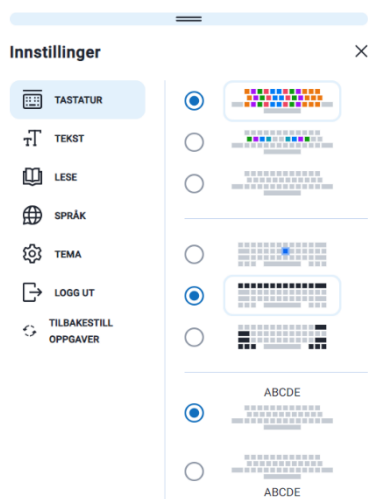 Innstillinger
TASTATUR
TEKST
LESE
SPRÅK
TEMA
LOGG UT
TILBAKESTILL
OPPGAVER
ABCDE
ABCDE